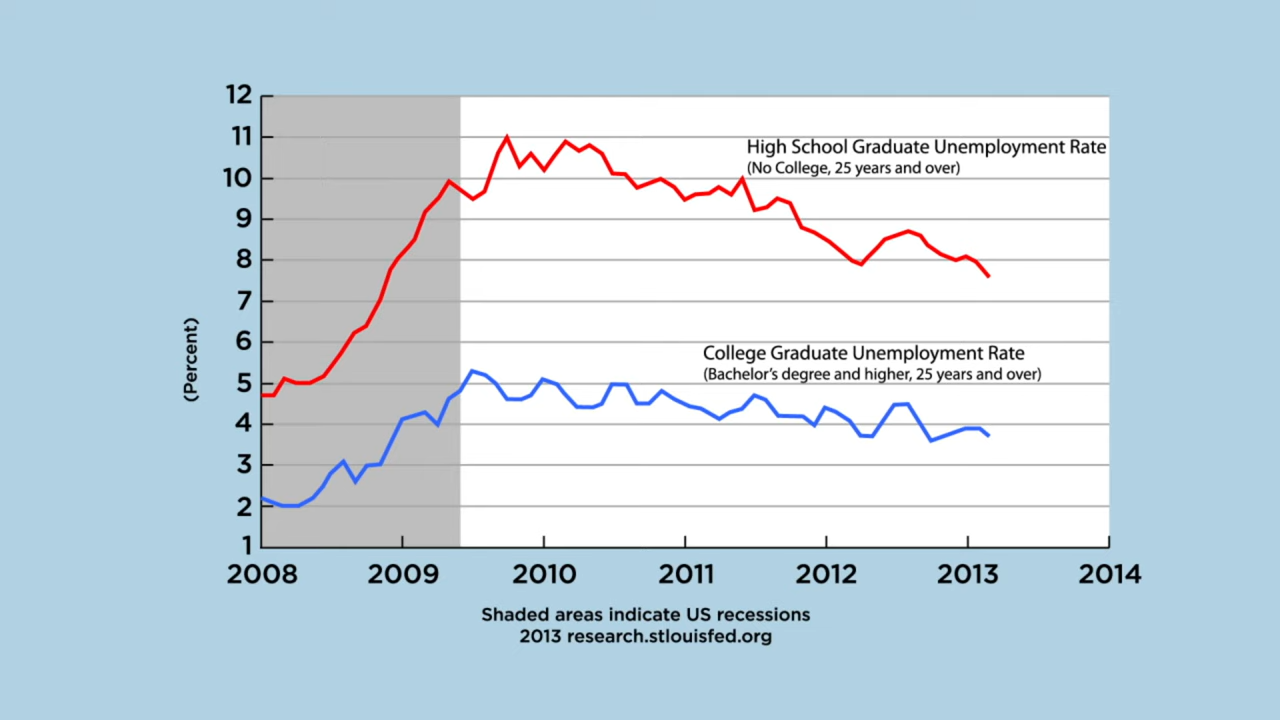 12
11
10
9
8
7
6
5
4
3
2
1
(Percent)
High School Graduate Unemployment Rate
(No College, 25 years and over)
College Graduate Unemployment Rate
(Bachelor's degree and higher, 25 years and over)
2008 2009 2010 2011 2012 2013 2014
Shaded areas indicate US recessions
2013 research.stlouisfed.org